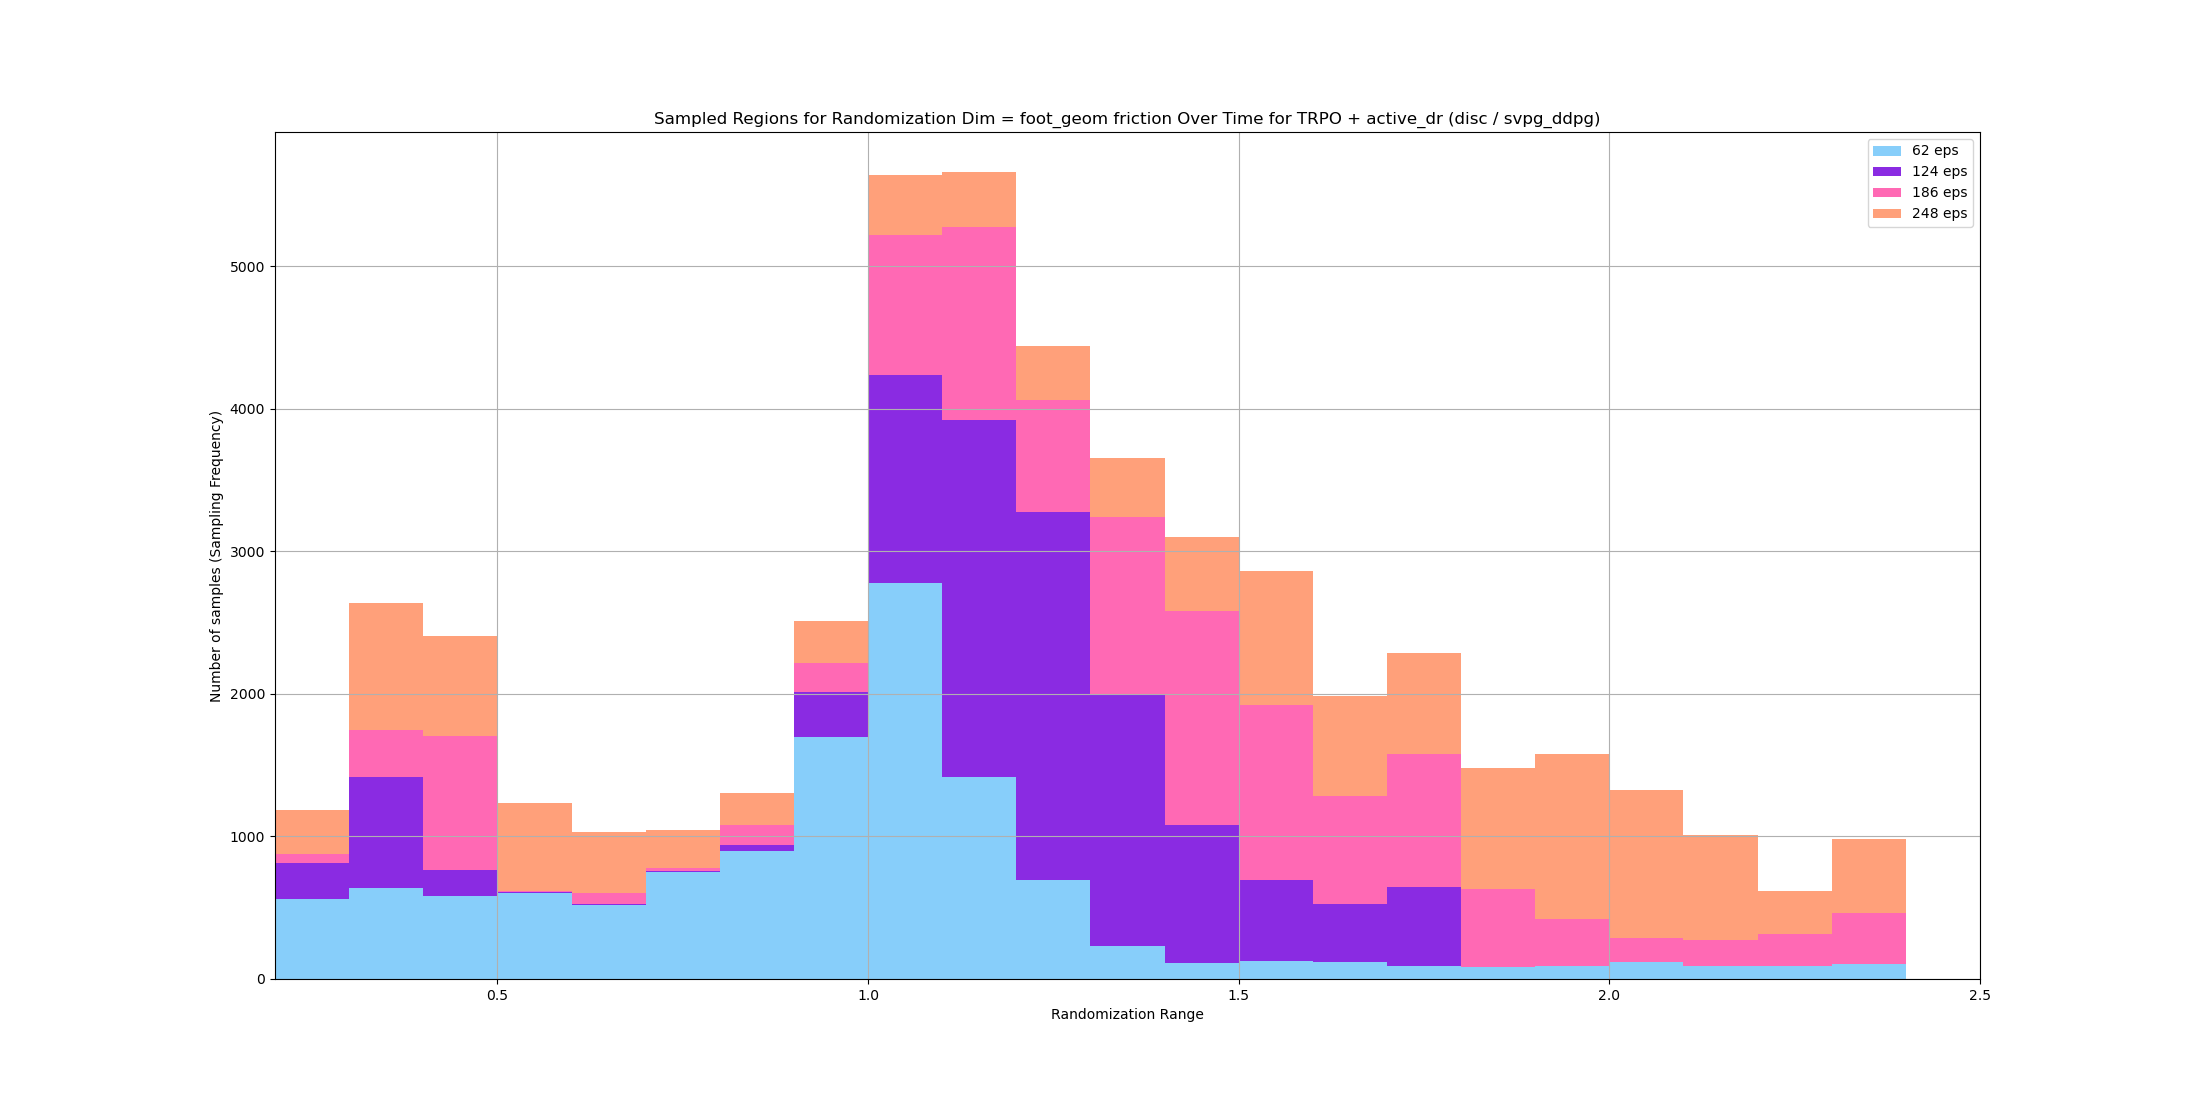 Sampled Regions for Randomization Dim = foot_geom friction Over Time for TRPO + active_dr (disc / svpg_ddpg)
62 eps
124 eps
186 eps
248 eps
Number of samples (Sampling Frequency)
5000
4000
3000
2000
1000
0
0.5
1.0
1.5
2.0
2.5
Randomization Range